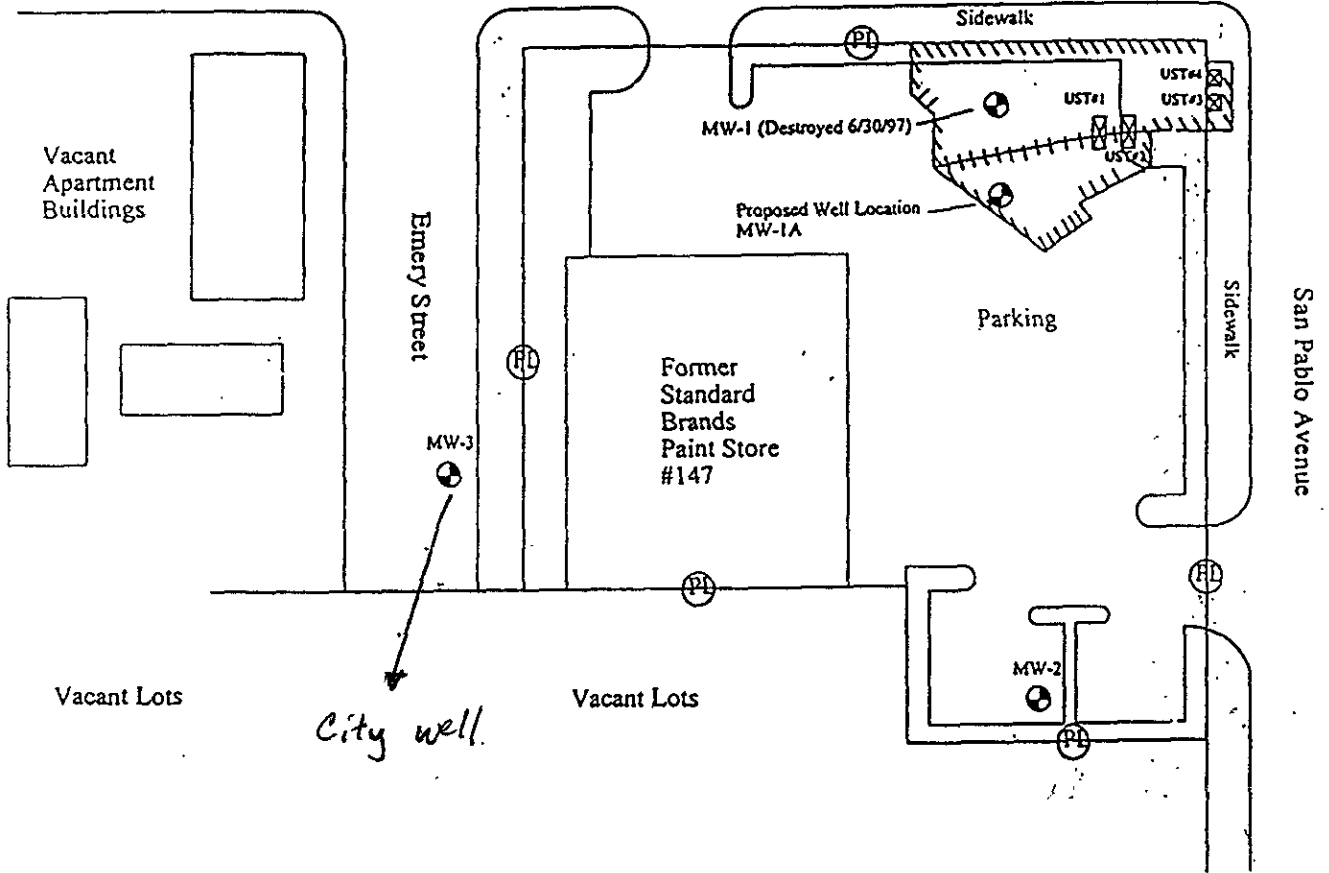 Sidewalk
PL
UST#4
UST#3
UST#1
MW-1 (Destroyed 6/30/97)
UST#2
Vacant
Apartment
Buildings
Proposed Well Location
MW-1A
Emery Street
Parking
Sidewalk
San Pablo Avenue
PL
Former
Standard
Brands
Paint Store
#147
MW-3
PL
PL
MW-2
Vacant Lots
Vacant Lots
City well.
PL